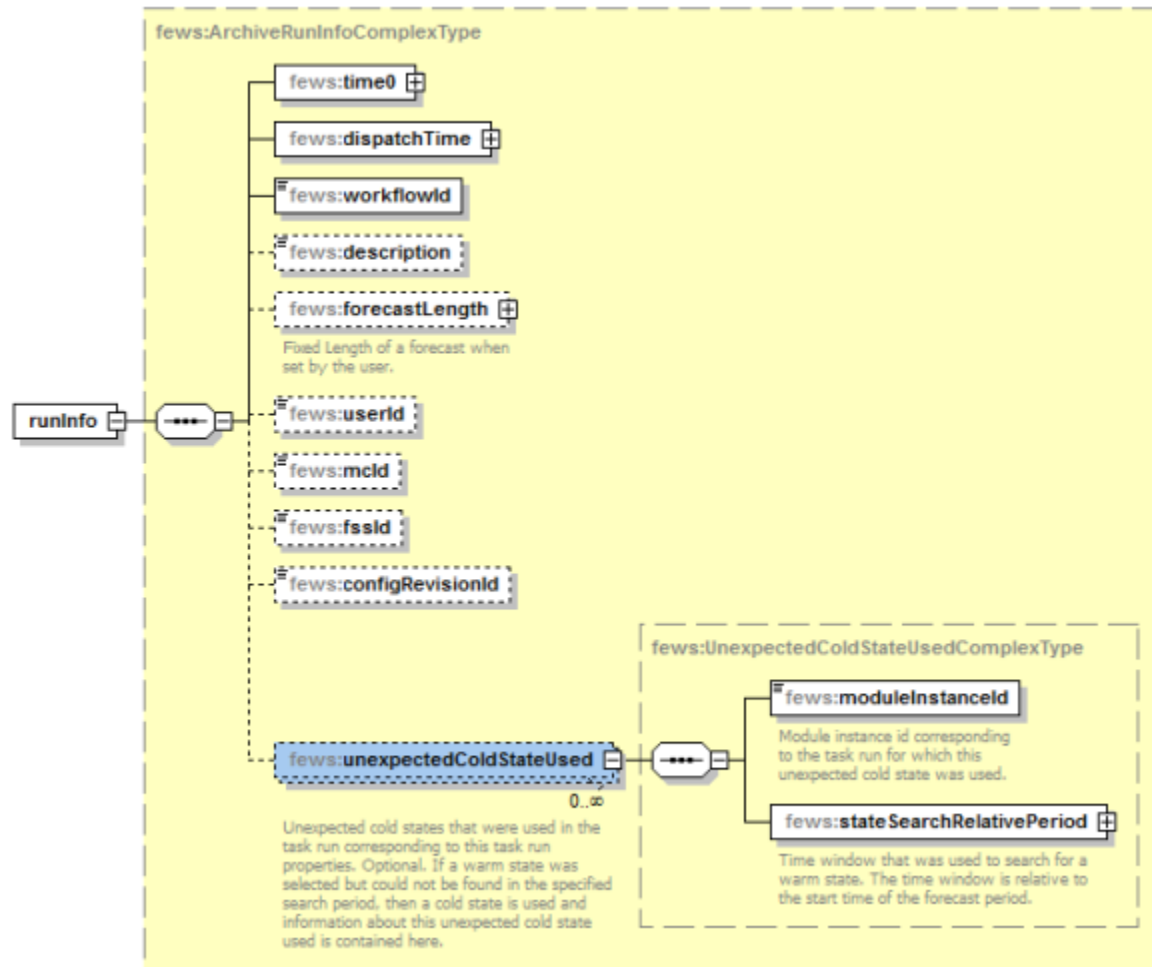 fews:ArchiveRunInfoComplexType
fews:time0
fews:dispatchTime
fews:workflowId
fews:description
fews:forecastLength
Fixed Length of a forecast when
set by the user.
runInfo
fews:userId
fews:mcId
fews:fssId
fews:configRevisionId
fews:unexpectedColdStateUsed
0..∞
Unexpected cold states that were used in the
task run corresponding to this task run
properties. Optional. If a warm state was
selected but could not be found in the specified
search period, then a cold state is used and
information about this unexpected cold state
used is contained here.
fews:UnexpectedColdStateUsedComplexType
fews:moduleInstanceId
Module instance id corresponding
to the task run for which this
unexpected cold state was used.
fews:stateSearchRelativePeriod
Time window that was used to search for a
warm state. The time window is relative to
the start time of the forecast period.